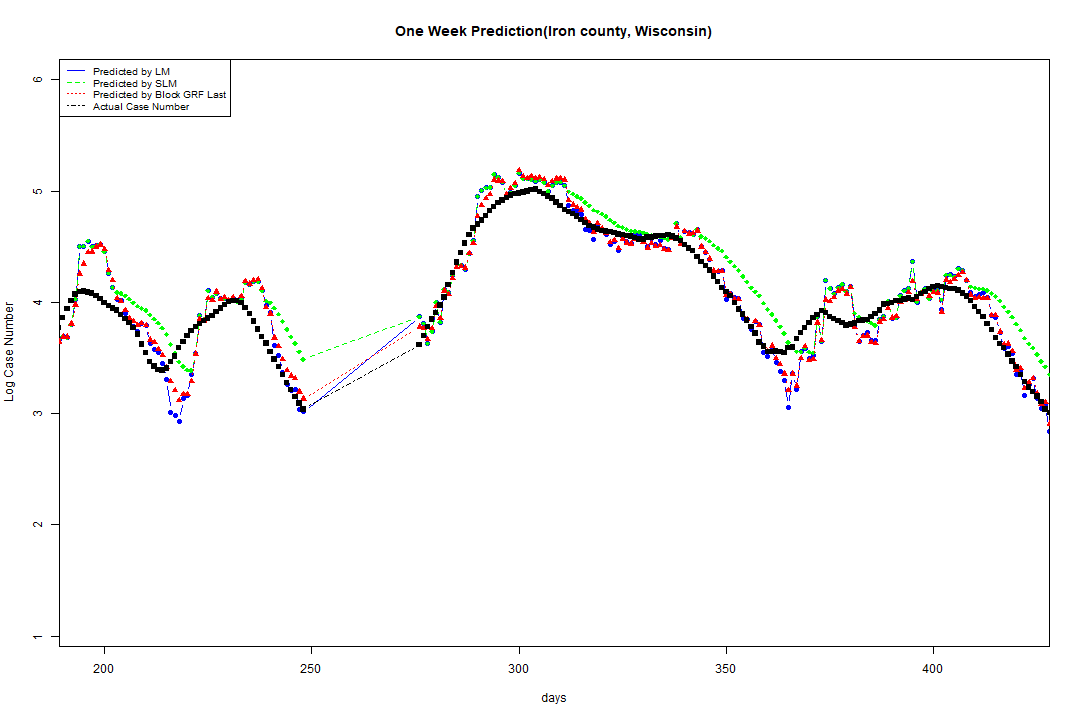 One Week Prediction(Iron county, Wisconsin)
Predicted by LM
Predicted by SLM
Predicted by Block GRF Last
Actual Case Number
6
5
4
3
2
1
Log Case Number
200 250 300 350 400
days